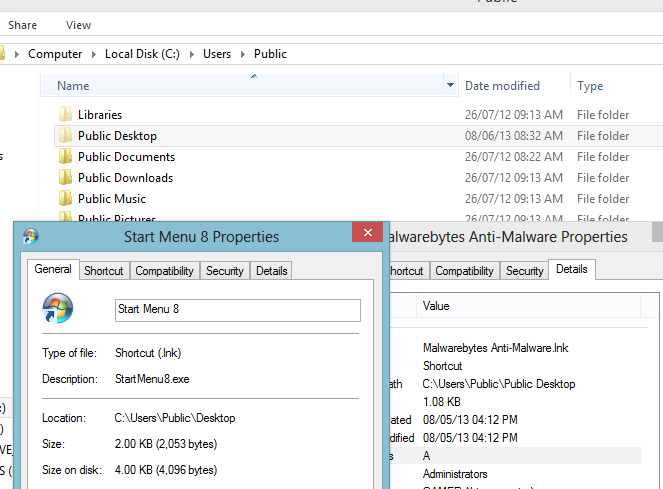 Public
Share View
Computer Local Disk (C:) Users Public
Name Date modified Type
Libraries 26/07/12 09:13 AM File folder
Public Desktop 08/06/13 08:32 AM File folder
Public Documents 26/07/12 08:22 AM File folder
Public Downloads 26/07/12 09:13 AM File folder
Public Music 26/07/12 09:13 AM File folder
Public Pictures 26/07/12 09:13 AM File folder
Start Menu 8 Properties
General Shortcut Compatibility Security Details
Start Menu 8
Type of file: Shortcut (.lnk)
Description: StartMenu8.exe
Location: C:\Users\Public\Desktop
Size: 2.00 KB (2,053 bytes)
Size on disk: 4.00 KB (4,096 bytes)
alwarebytes Anti-Malware Properties
hortcut Compatibility Security Details
Value
Malwarebytes Anti-Malware.lnk
Shortcut
ath C:\Users\Public\Public Desktop
1.08 KB
ated 08/05/13 04:12 PM
dified 08/05/13 04:12 PM
s A
Administrators